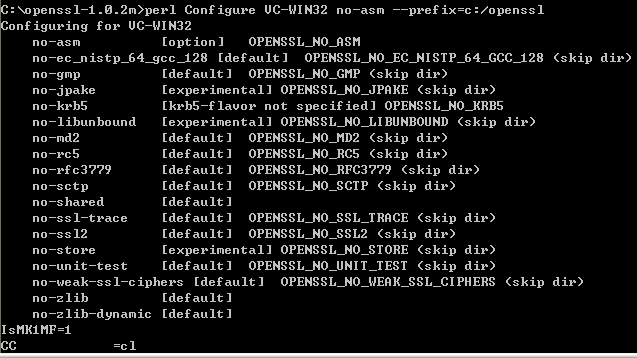 C:\openssl-1.0.2m>perl Configure VC-WIN32 no-asm --prefix=c:/openssl
Configuring for VC-WIN32
no-asm [option] OPENSSL_NO_ASM
no-ec_nistp_64_gcc_128 [default] OPENSSL_NO_EC_NISTP_64_GCC_128 (skip dir)
no-gmp [default] OPENSSL_NO_GMP (skip dir)
no-jpake [experimental] OPENSSL_NO_JPAKE (skip dir)
no-krb5 [krb5-flavor not specified] OPENSSL_NO_KRB5
no-libunbound [experimental] OPENSSL_NO_LIBUNBOUND (skip dir)
no-md2 [default] OPENSSL_NO_MD2 (skip dir)
no-rc5 [default] OPENSSL_NO_RC5 (skip dir)
no-rfc3779 [default] OPENSSL_NO_RFC3779 (skip dir)
no-sctp [default] OPENSSL_NO_SCTP (skip dir)
no-shared [default]
no-ssl-trace [default] OPENSSL_NO_SSL_TRACE (skip dir)
no-ssl2 [default] OPENSSL_NO_SSL2 (skip dir)
no-store [experimental] OPENSSL_NO_STORE (skip dir)
no-unit-test [default] OPENSSL_NO_UNIT_TEST (skip dir)
no-weak-ssl-ciphers [default] OPENSSL_NO_WEAK_SSL_CIPHERS (skip dir)
no-zlib [default]
no-zlib-dynamic [default]
IsMK1MF=1
CC =cl